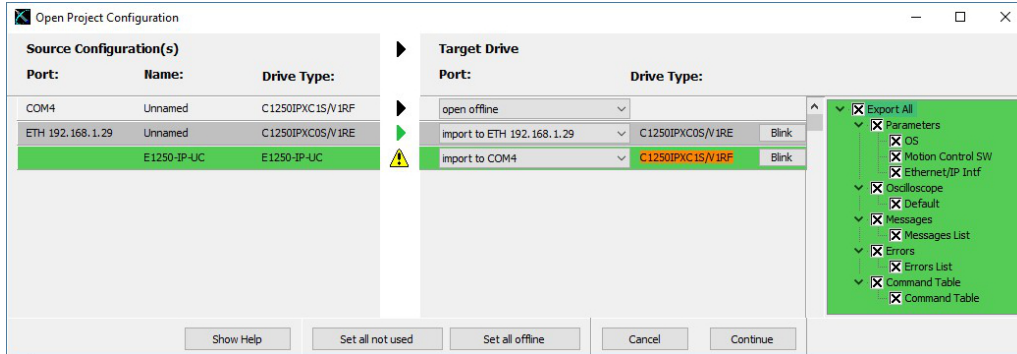 Open Project Configuration
Source Configuration(s) Target Drive
Port: Name: Drive Type: Port: Drive Type:
COM4 Unnamed C1250IPXC1S/V1RF open offline
ETH 192.168.1.29 Unnamed C1250IPXC0S/V1RE import to ETH 192.168.1.29 C1250IPXC0S/V1RE Blink
E1250-IP-UC E1250-IP-UC import to COM4 C1250IPXC1S/V1RF Blink
Export All
Parameters
OS
Motion Control SW
Ethernet/IP Intf
Oscilloscope
Default
Messages
Messages List
Errors
Errors List
Command Table
Command Table
Show Help Set all not used Set all offline Cancel Continue